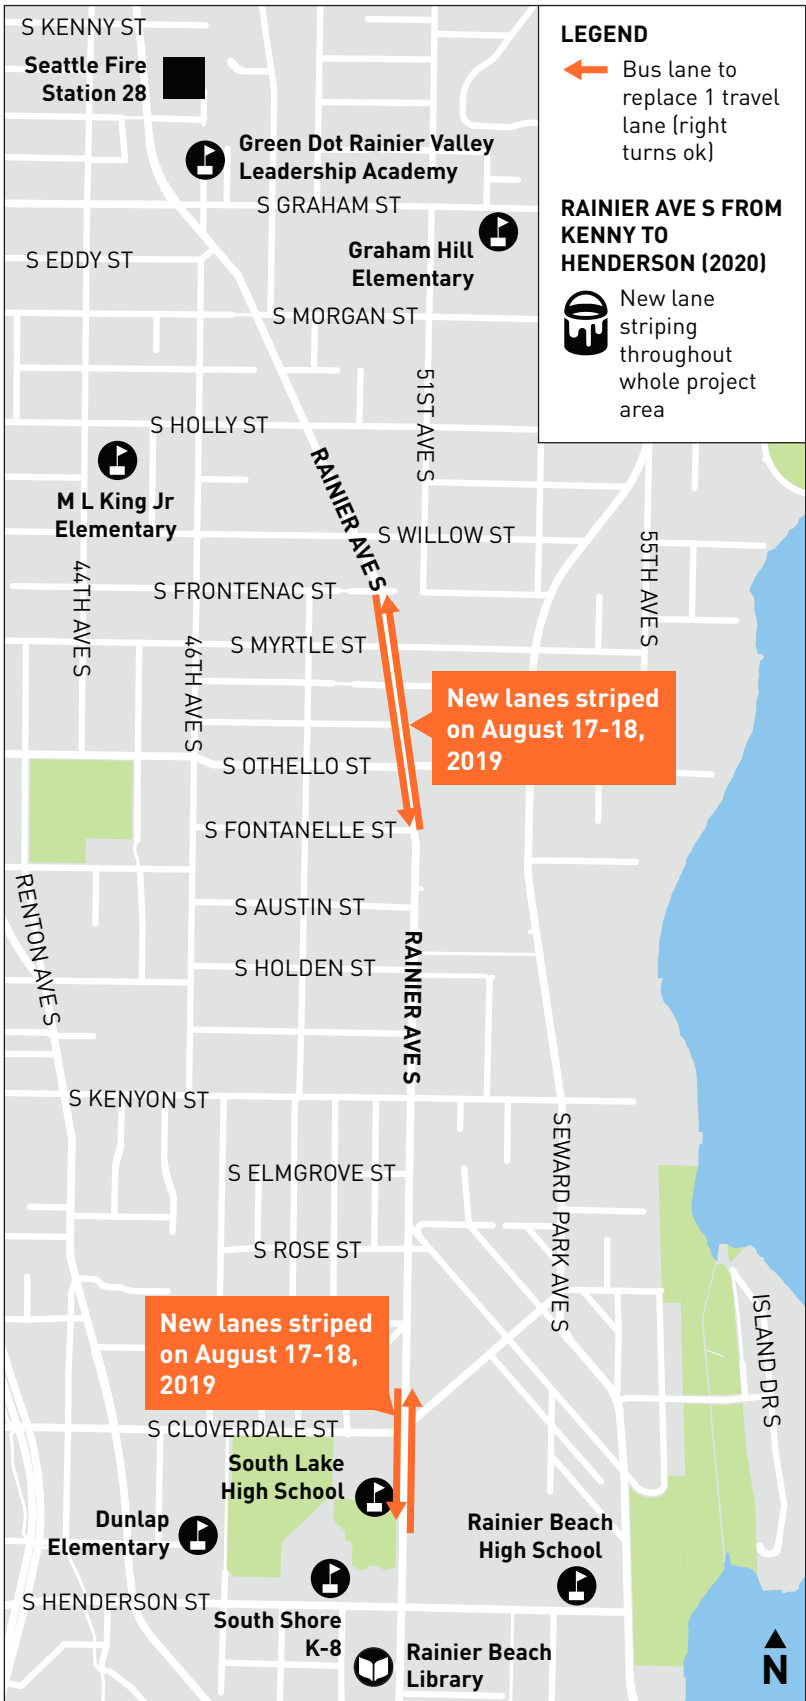 S KENNY ST
Seattle Fire
Station 28
Green Dot Rainier Valley
Leadership Academy
S GRAHAM ST
Graham Hill
Elementary
S EDDY ST
S MORGAN ST
LEGEND
Bus lane to
replace 1 travel
lane (right
turns ok)
RAINIER AVE S FROM
KENNY TO
HENDERSON (2020)
New lane
striping
throughout
whole project
area
51ST AVE S
S HOLLY ST
RAINIER AVE S
M L King Jr
Elementary
S WILLOW ST
55TH AVE S
44TH AVE S
S FRONTENAC ST
46TH AVE S
S MYRTLE ST
New lanes striped
on August 17-18,
2019
S OTHELLO ST
S FONTANELLE ST
RENTON AVE S
S AUSTIN ST
RAINIER AVE S
S HOLDEN ST
S KENYON ST
SEWARD PARK AVE S
S ELMGROVE ST
S ROSE ST
ISLAND DR S
New lanes striped
on August 17-18,
2019
S CLOVERDALE ST
South Lake
High School
Dunlap
Elementary
Rainier Beach
High School
S HENDERSON ST
South Shore
K-8
Rainier Beach
Library
N